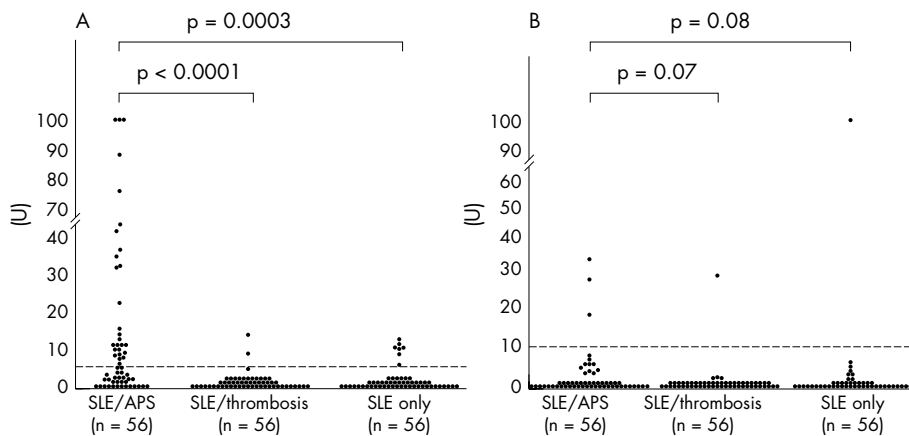 A
p = 0.0003
p < 0.0001
100
90
80
70
40
30
20
10
0
(U)
SLE/APS
(n = 56)
SLE/thrombosis
(n = 56)
SLE only
(n = 56)
B
p = 0.08
p = 0.07
100
90
60
50
40
30
20
10
0
(U)
SLE/APS
(n = 56)
SLE/thrombosis
(n = 56)
SLE only
(n = 56)